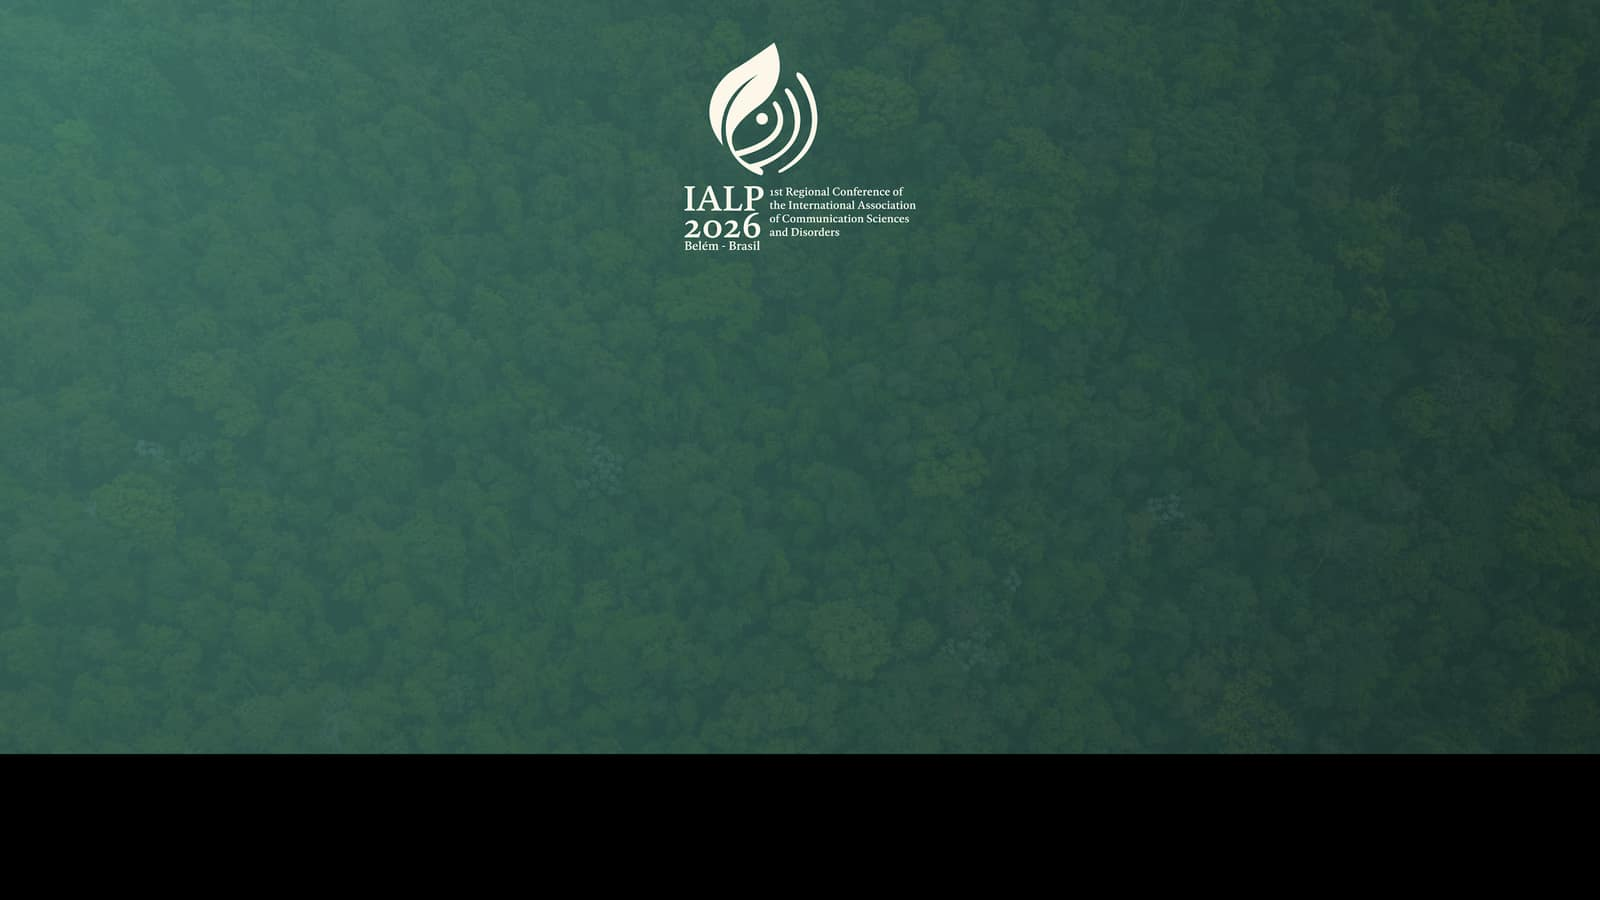 IALP
2026
Belém - Brasil
1st Regional Conference of
the International Association
of Communication Sciences
and Disorders